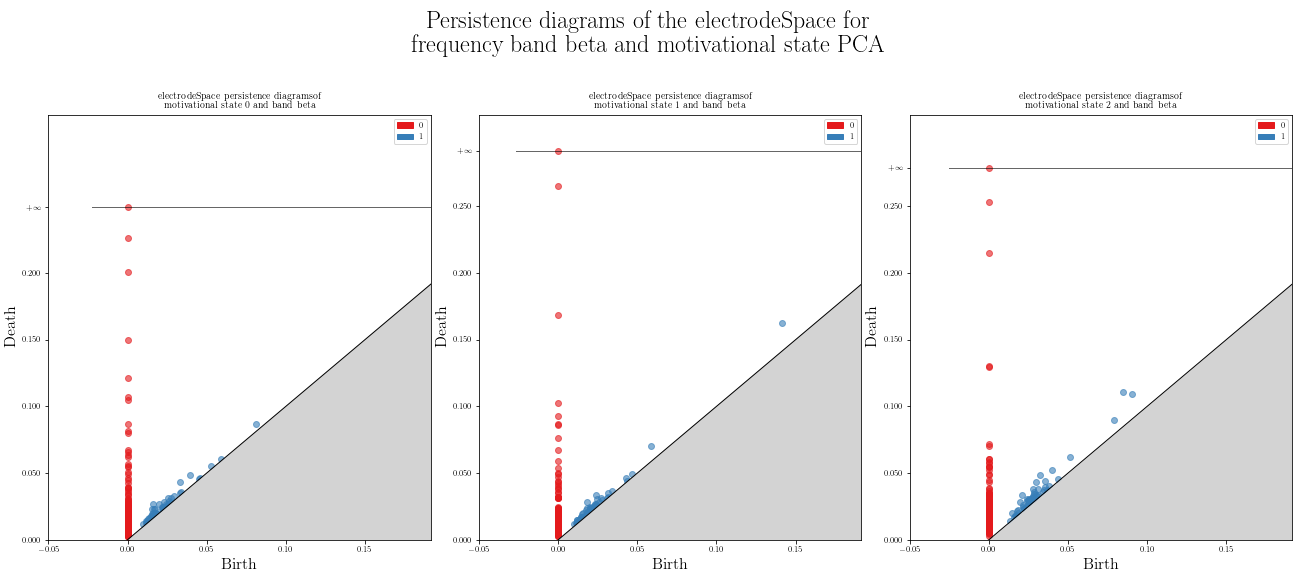 Persistence diagrams of the electrodeSpace for
frequency band beta and motivational state PCA
electrodeSpace persistence diagramsof
motivational state 0 and band beta
0
1
+∞
0.200
0.150
0.100
0.050
0.000
Death
−0.05
0.00
0.05
0.10
0.15
Birth
electrodeSpace persistence diagramsof
motivational state 1 and band beta
0
1
+∞
0.250
0.200
0.150
0.100
0.050
0.000
Death
−0.05
0.00
0.05
0.10
0.15
Birth
electrodeSpace persistence diagramsof
motivational state 2 and band beta
0
1
+∞
0.250
0.200
0.150
0.100
0.050
0.000
Death
−0.05
0.00
0.05
0.10
0.15
Birth